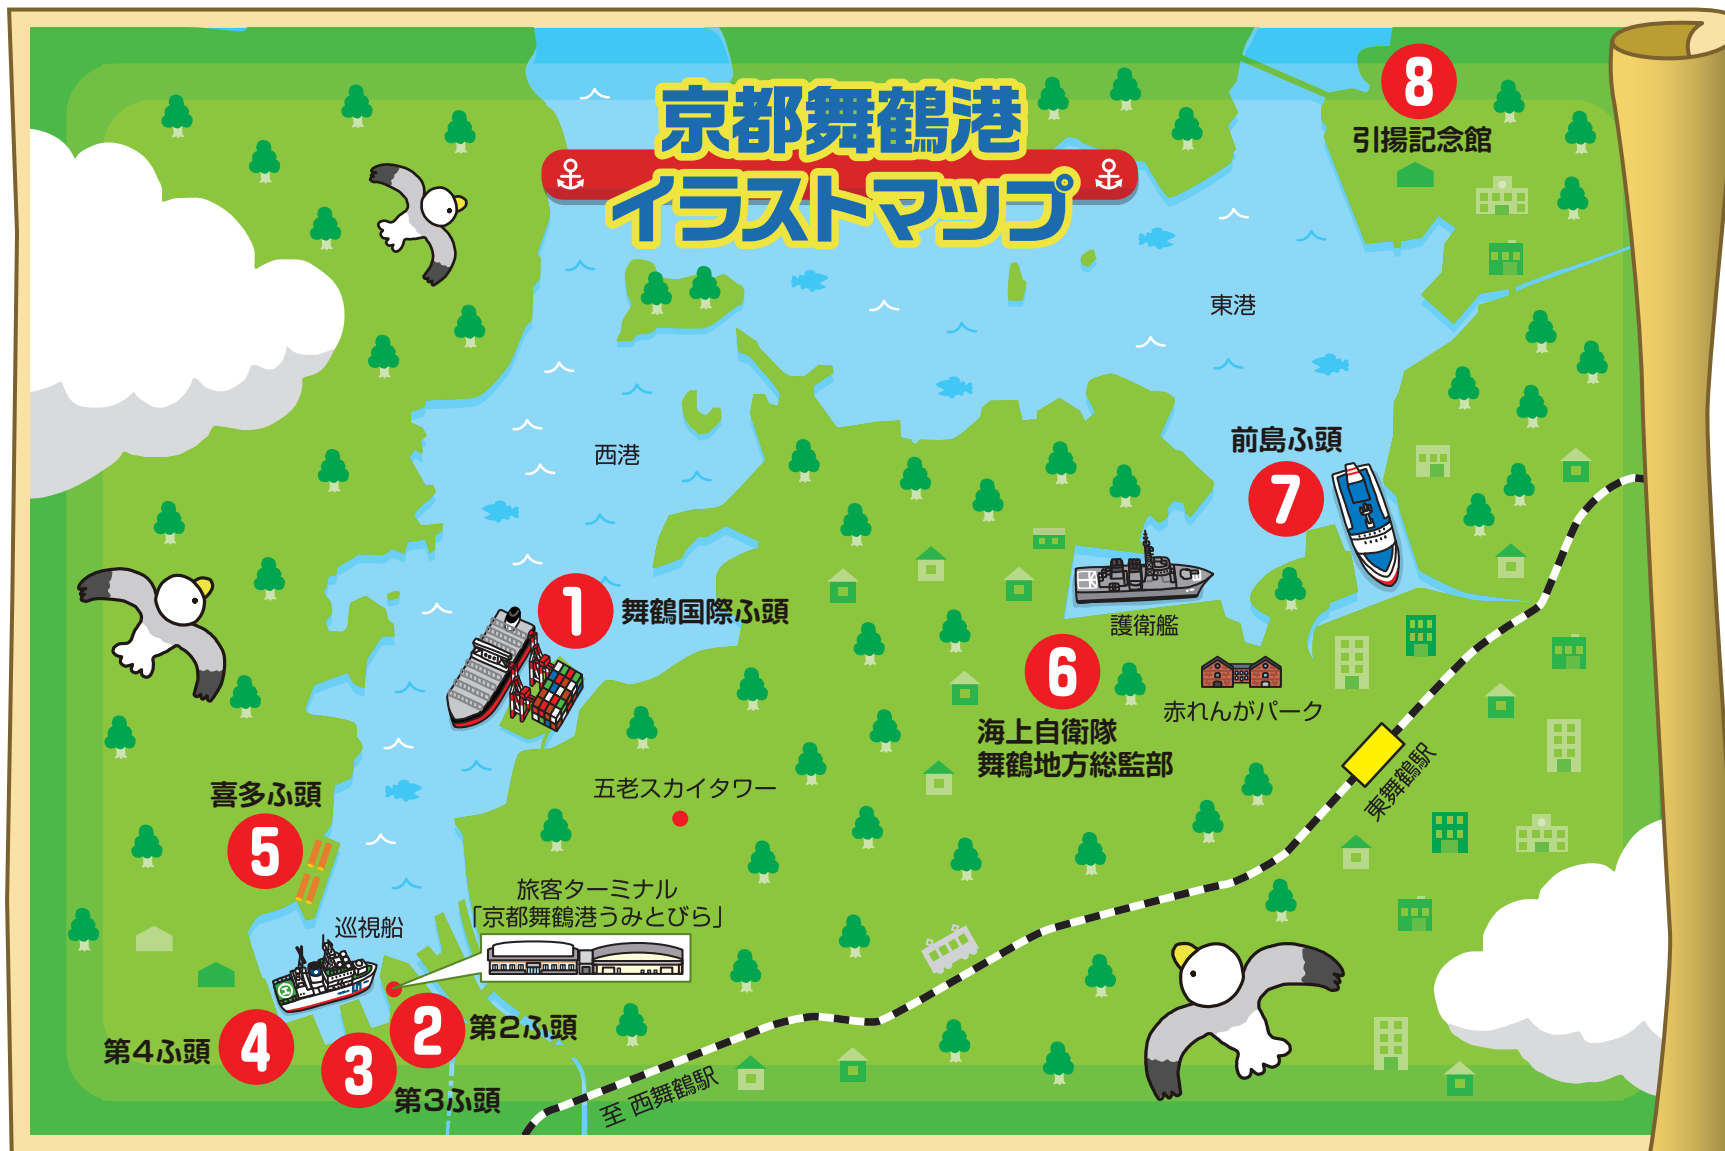 京都舞鶴港
イラストマップ
8
引揚記念館
東港
西港
前島ふ頭
7
1
舞鶴国際ふ頭
護衛艦
6
海上自衛隊
舞鶴地方総監部
赤れんがパーク
東舞鶴駅
五老スカイタワー
喜多ふ頭
5
旅客ターミナル
「京都舞鶴港うみとびら」
巡視船
H
第4ふ頭
4
3
第3ふ頭
2
第2ふ頭
至 西舞鶴駅